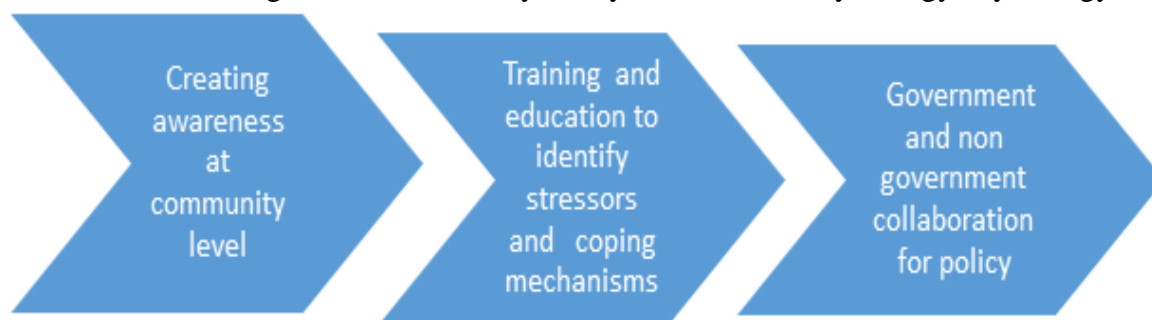 Creating
awareness
at
community
level
Training and
education to
identify
stressors
and coping
mechanisms
Government
and non
government
collaboration
for policy